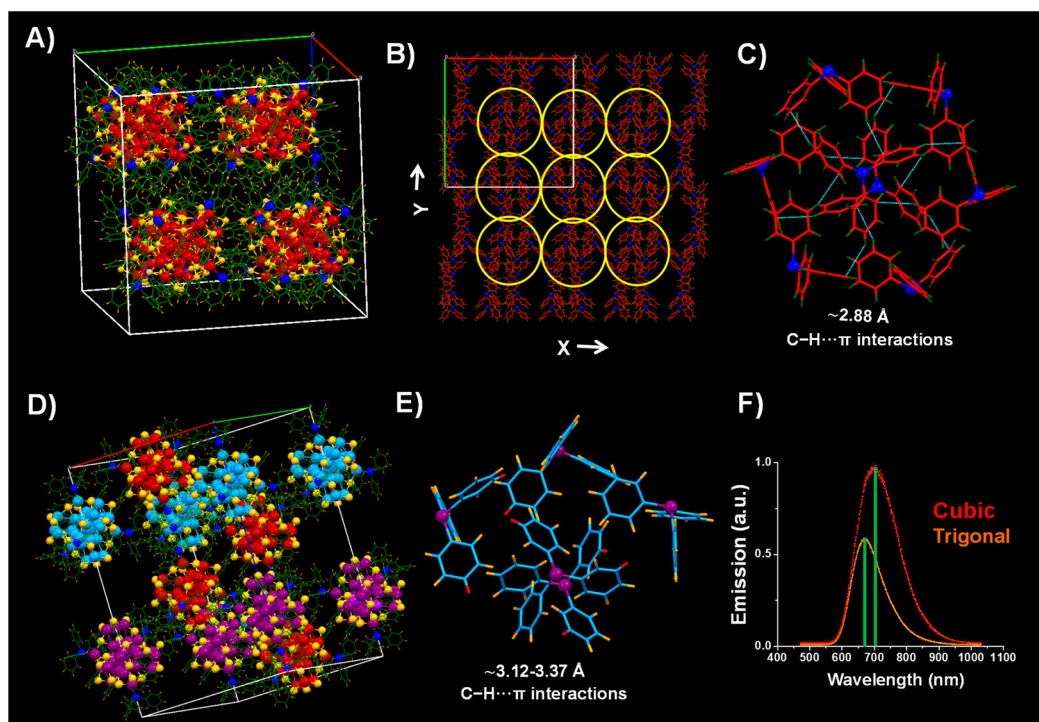 A)
B)
C)
Y →
X →
~2.88 Å
C−H⋯π interactions
D)
E)
F)
~3.12-3.37 Å
C−H⋯π interactions
Emission (a.u.)
1.0
0.5
0.0
Cubic
Trigonal
400 500 600 700 800 900 1000 1100
Wavelength (nm)